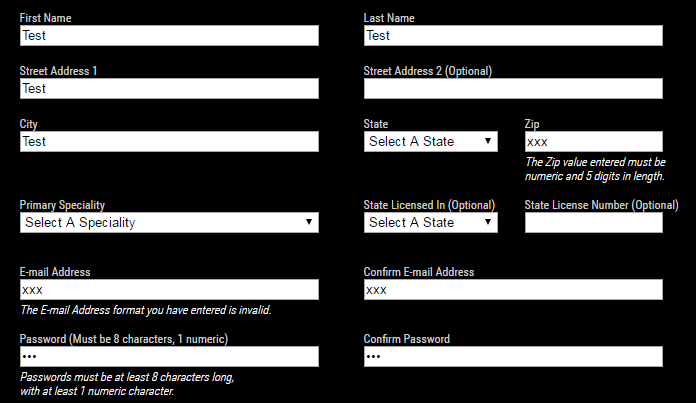 First Name Last Name
Test Test
Street Address 1 Street Address 2 (Optional)
Test
City State Zip
Test Select A State xxx
The Zip value entered must be
numeric and 5 digits in length.
Primary Speciality State Licensed In (Optional) State License Number (Optional)
Select A Speciality Select A State
E-mail Address Confirm E-mail Address
xxx xxx
The E-mail Address format you have entered is invalid.
Password (Must be 8 characters, 1 numeric) Confirm Password
••• •••
Passwords must be at least 8 characters long,
with at least 1 numeric character.